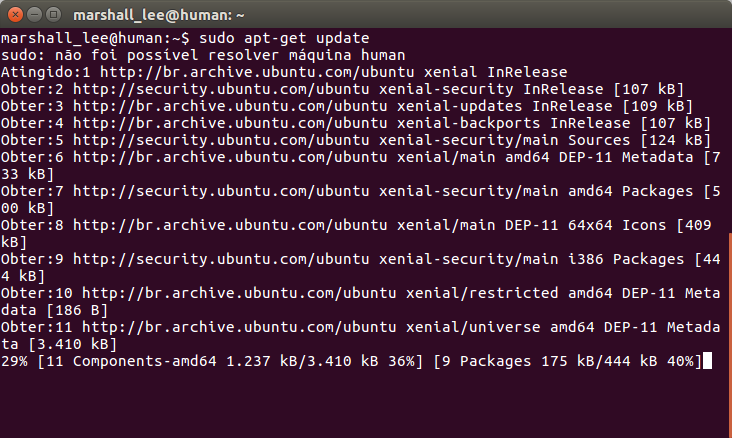 marshall_lee@human: ~
marshall_lee@human:~$ sudo apt-get update
sudo: não foi possível resolver máquina human
Atingido:1 http://br.archive.ubuntu.com/ubuntu xenial InRelease
Obter:2 http://security.ubuntu.com/ubuntu xenial-security InRelease [107 kB]
Obter:3 http://br.archive.ubuntu.com/ubuntu xenial-updates InRelease [109 kB]
Obter:4 http://br.archive.ubuntu.com/ubuntu xenial-backports InRelease [107 kB]
Obter:5 http://security.ubuntu.com/ubuntu xenial-security/main Sources [124 kB]
Obter:6 http://br.archive.ubuntu.com/ubuntu xenial/main amd64 DEP-11 Metadata [7
33 kB]
Obter:7 http://security.ubuntu.com/ubuntu xenial-security/main amd64 Packages [5
00 kB]
Obter:8 http://br.archive.ubuntu.com/ubuntu xenial/main DEP-11 64x64 Icons [409 
kB]
Obter:9 http://security.ubuntu.com/ubuntu xenial-security/main i386 Packages [44
4 kB]
Obter:10 http://br.archive.ubuntu.com/ubuntu xenial/restricted amd64 DEP-11 Meta
data [186 B]
Obter:11 http://br.archive.ubuntu.com/ubuntu xenial/universe amd64 DEP-11 Metada
ta [3.410 kB]
29% [11 Components-amd64 1.237 kB/3.410 kB 36%] [9 Packages 175 kB/444 kB 40%]